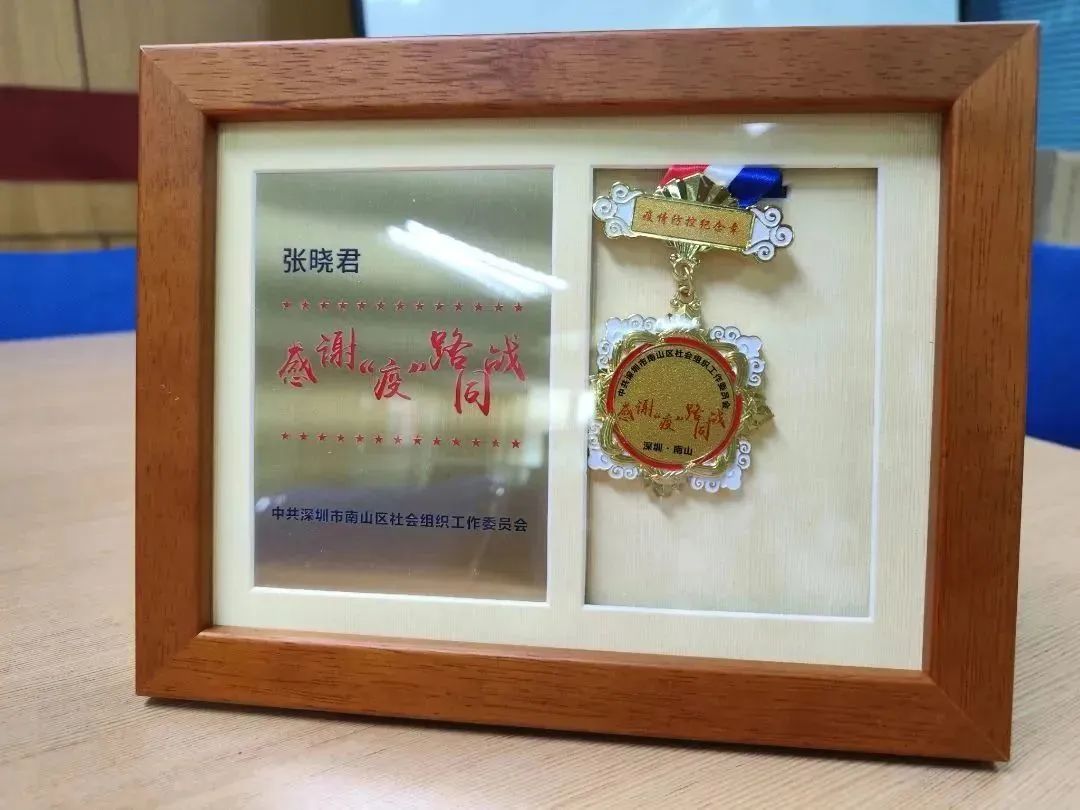 张晓君
感谢“疫”路同战
中共深圳市南山区社会组织工作委员会
疫情防控纪念章
中共深圳市南山区社会组织工作委员会
感谢“疫”路同战
深圳·南山